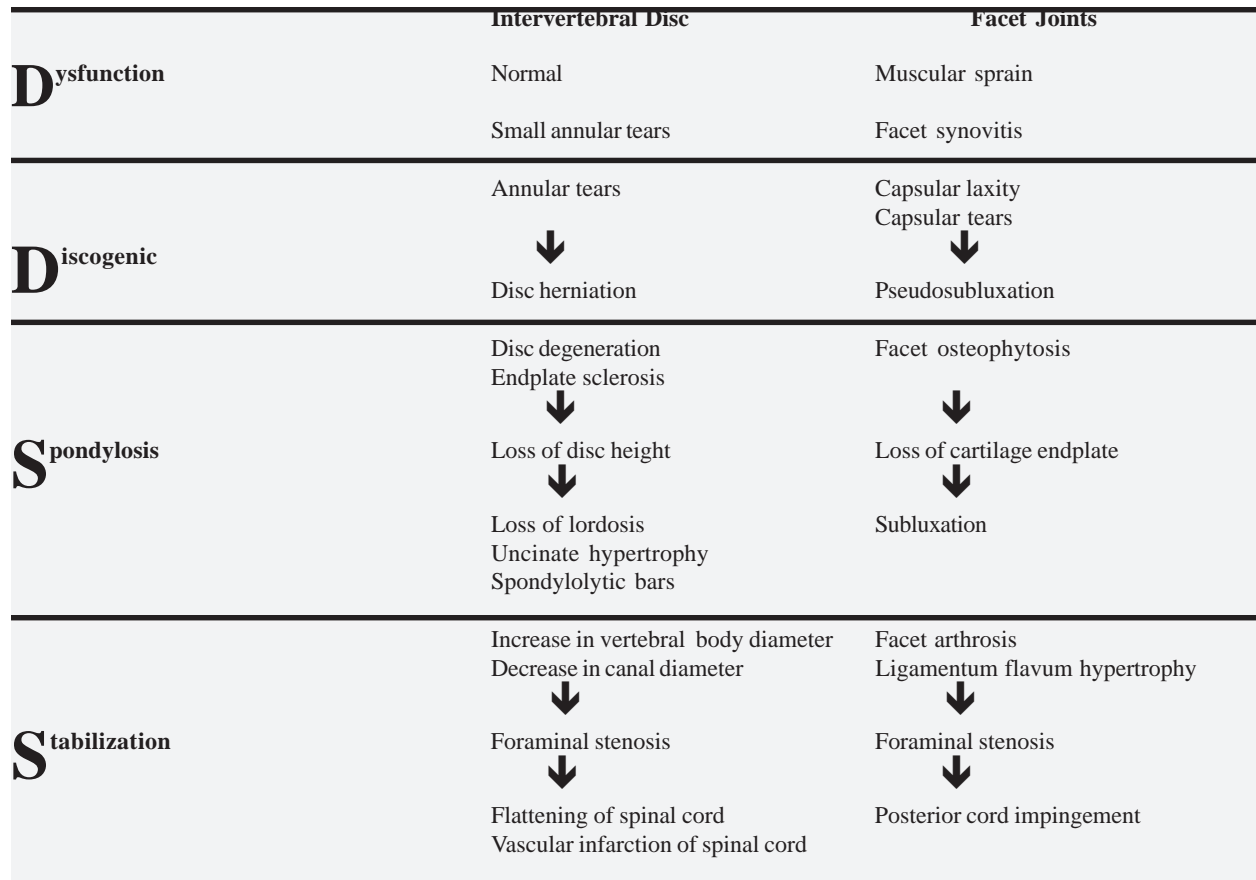 Intervertebral Disc Facet Joints
Dysfunction Normal Muscular sprain
Small annular tears Facet synovitis
Annular tears Capsular laxity
Capsular tears
Discogenic
Disc herniation Pseudosubluxation
Disc degeneration Facet osteophytosis
Endplate sclerosis
Spondylosis Loss of disc height Loss of cartilage endplate
Loss of lordosis Subluxation
Uncinate hypertrophy
Spondylolytic bars
Increase in vertebral body diameter Facet arthrosis
Decrease in canal diameter Ligamentum flavum hypertrophy
Stabilization Foraminal stenosis Foraminal stenosis
Flattening of spinal cord Posterior cord impingement
Vascular infarction of spinal cord